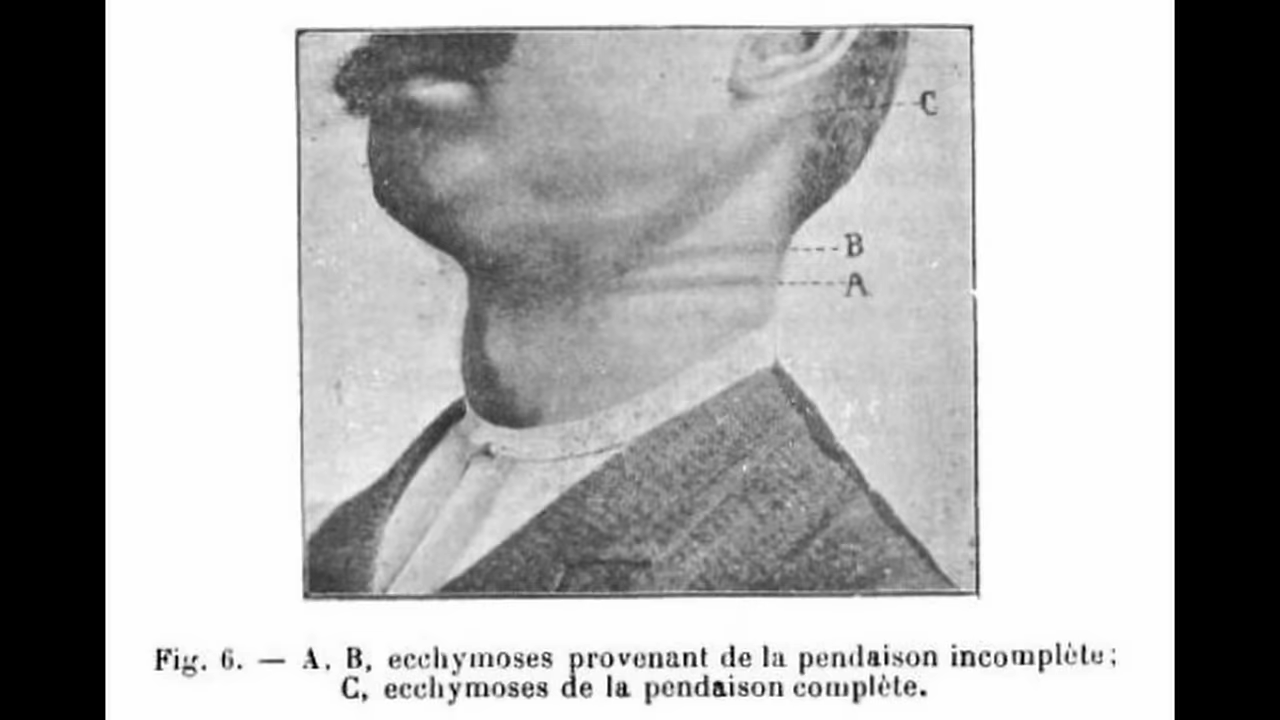 C
B
A
Fig. 6. — A, B, ecchymoses provenant de la pendaison incomplète;
C, ecchymoses de la pendaison complète.